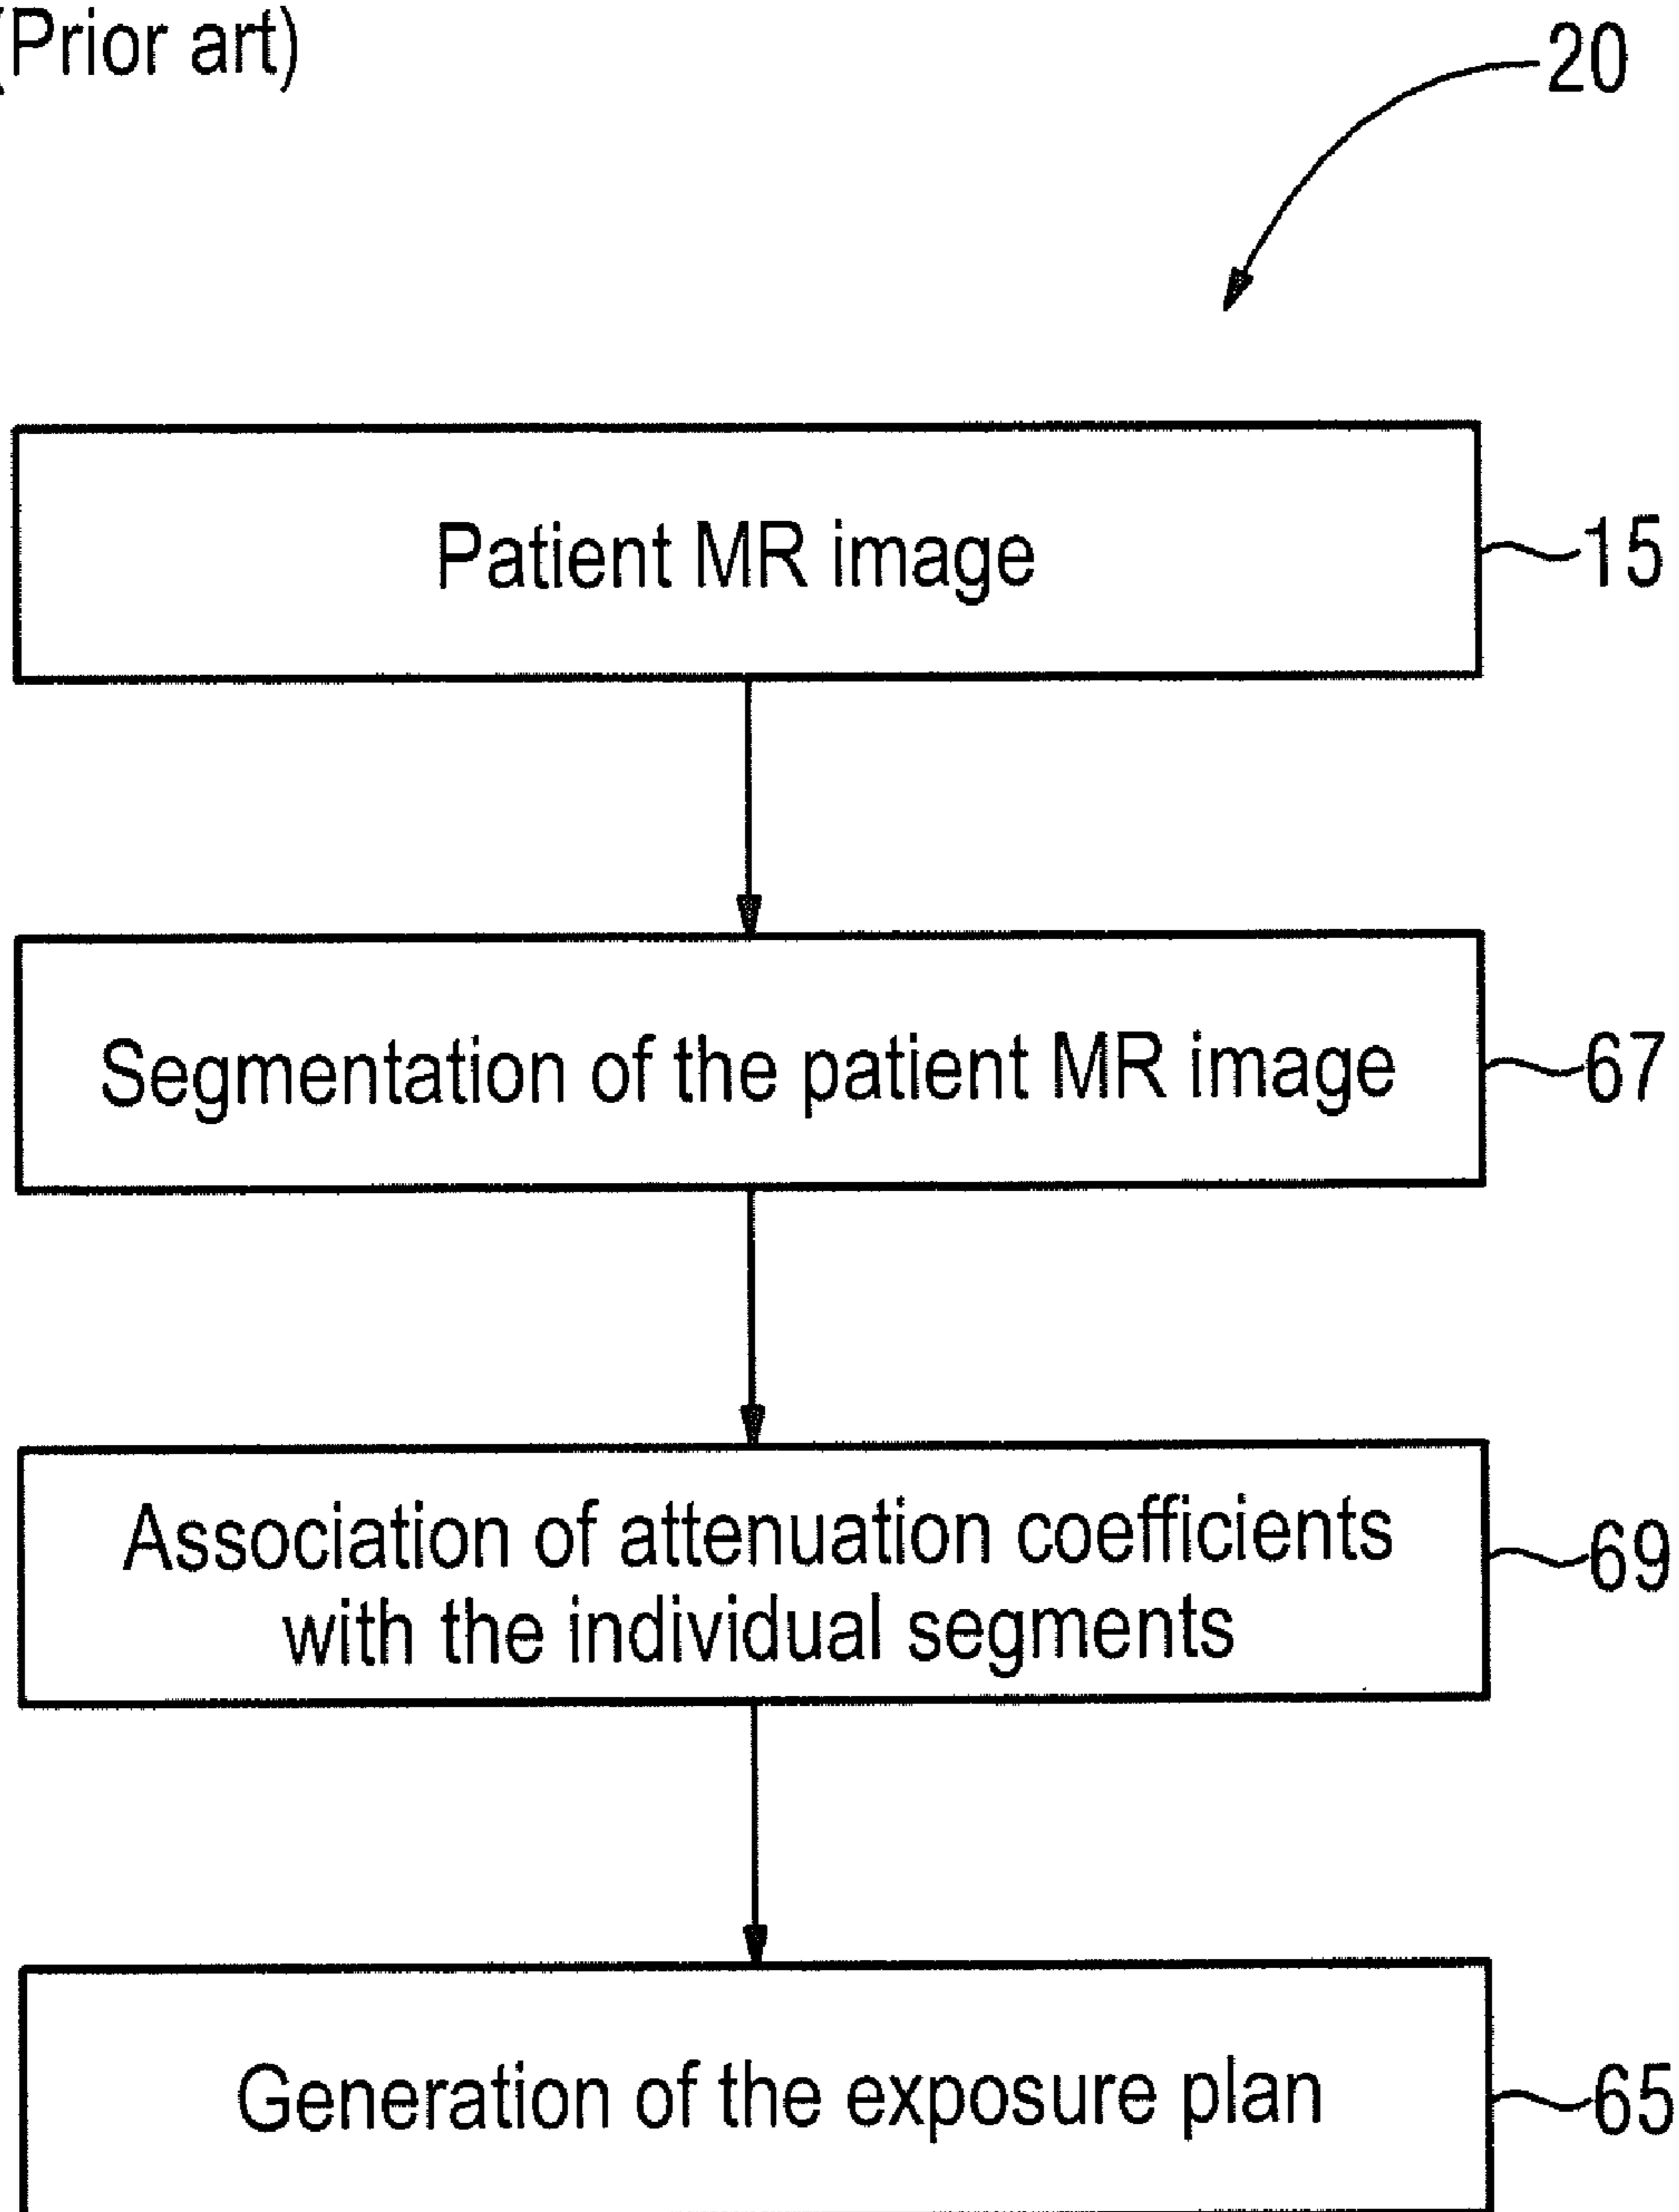 (Prior art)
20
Patient MR image
15
Segmentation of the patient MR image
67
Association of attenuation coefficients
with the individual segments
69
Generation of the exposure plan
65